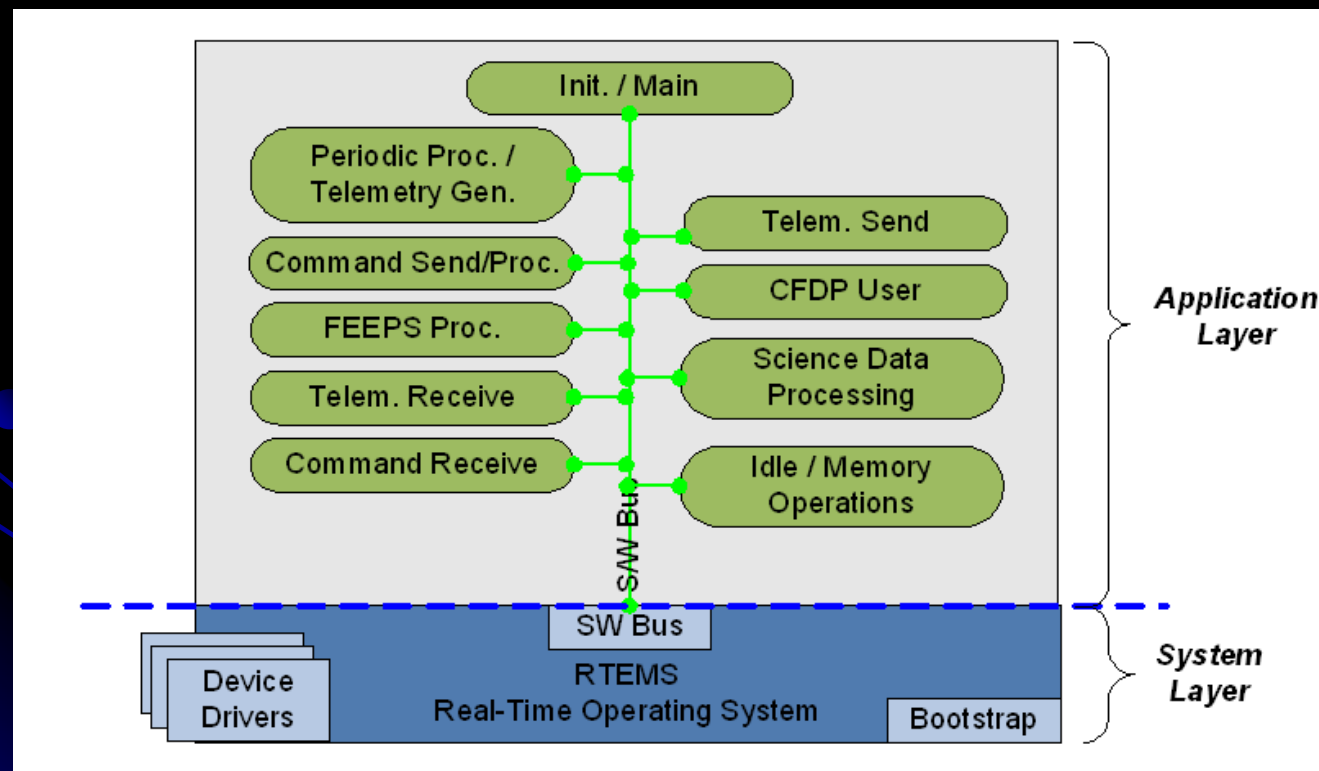 Init. / Main
Periodic Proc. /
Telemetry Gen.
Command Send/Proc.
FEEPS Proc.
Telem. Receive
Command Receive
Telem. Send
CFDP User
Science Data
Processing
Idle / Memory
Operations
S/W Bus
Application
Layer
SW Bus
RTEMS
Real-Time Operating System
Device
Drivers
Bootstrap
System
Layer